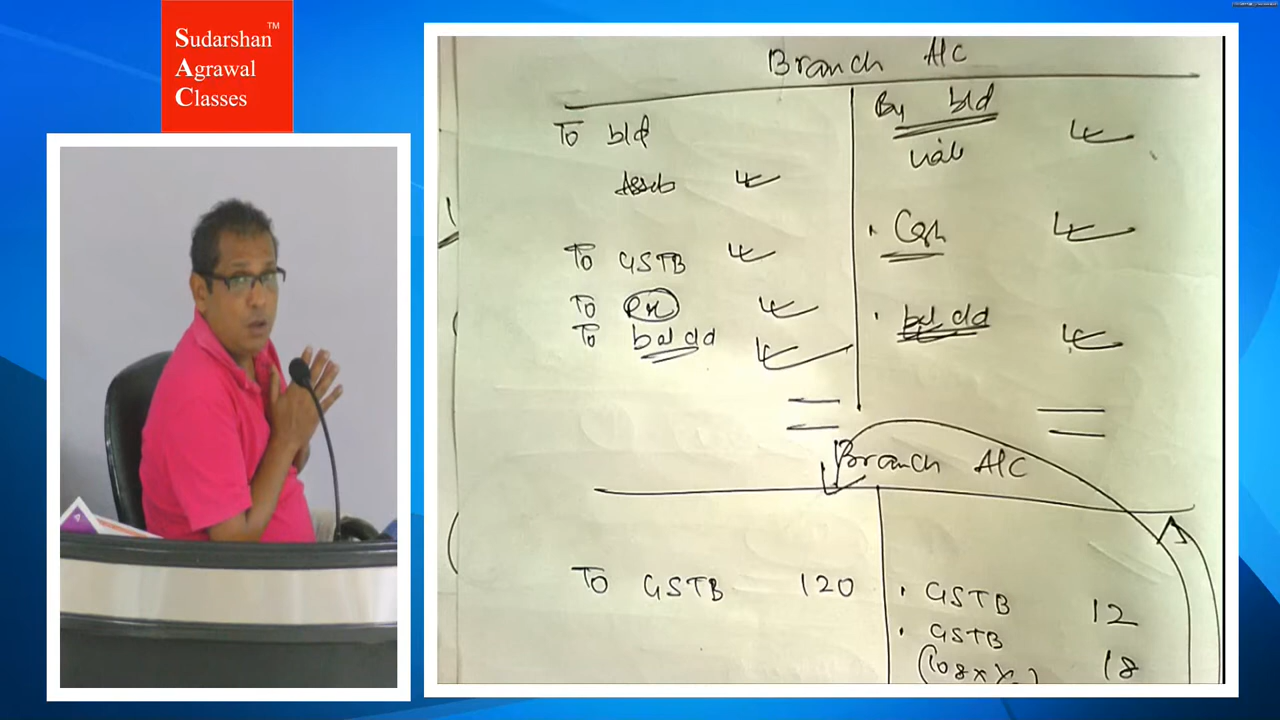 Sudarshan™
Agrawal
Classes
Branch A/C
To bld
Assets
To GSTB
To
To bal c/d
By bld
Cash
bal c/d
Branch A/C
To GSTB 120
GSTB 12
GSTB 18